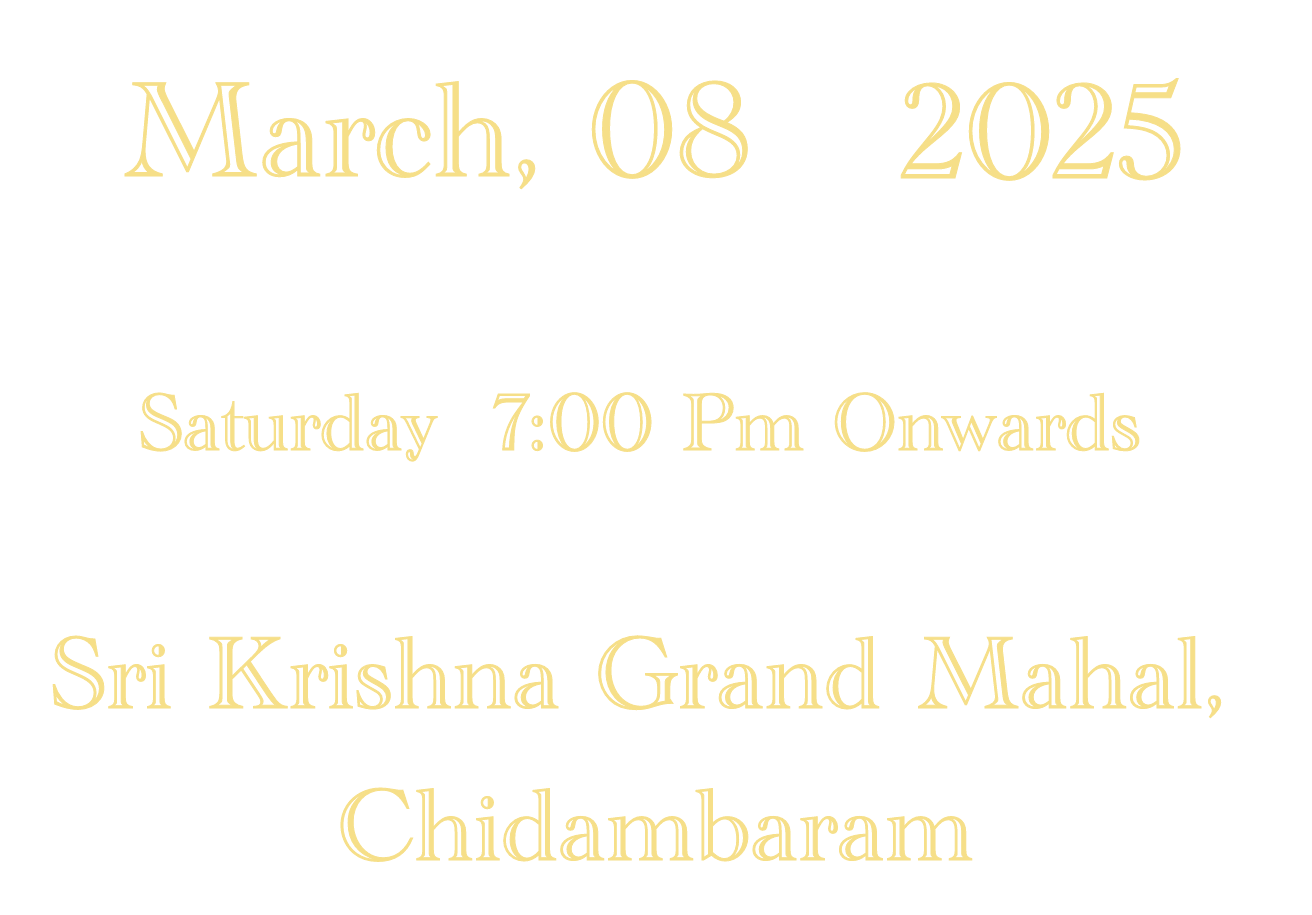 March, 08 2025
Saturday 7:00 Pm Onwards
Sri Krishna Grand Mahal,
Chidambaram